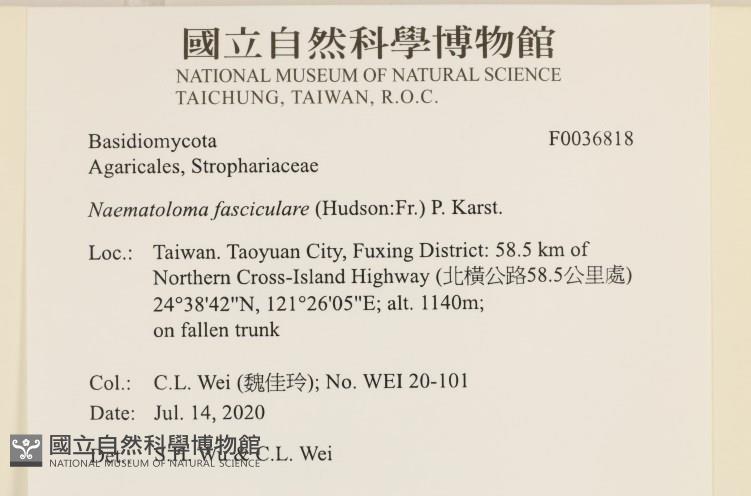 國立自然科學博物館
NATIONAL MUSEUM OF NATURAL SCIENCE
TAICHUNG, TAIWAN, R.O.C.
Basidiomycota F0036818
Agaricales, Strophariaceae
Naematoloma fasciculare (Hudson:Fr.) P. Karst.
Loc.: Taiwan. Taoyuan City, Fuxing District: 58.5 km of
Northern Cross-Island Highway (北橫公路58.5公里處)
24°38'42"N, 121°26'05"E; alt. 1140m;
on fallen trunk
Col.: C.L. Wei (魏佳玲); No. WEI 20-101
Date: Jul. 14, 2020
Det.: S.H. Wu & C.L. Wei
國立自然科學博物館
NATIONAL MUSEUM OF NATURAL SCIENCE